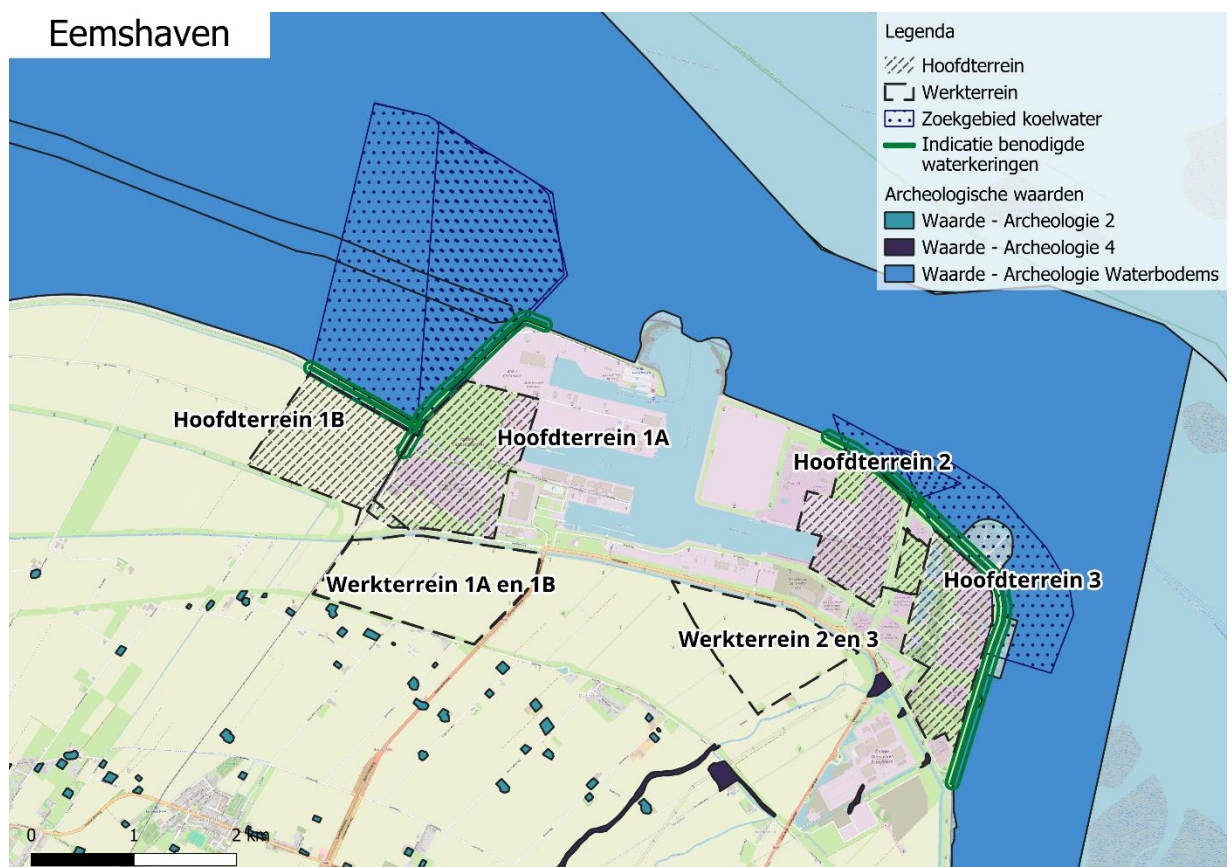 Eemshaven
Legenda
Hoofdterrein
Werkterrein
Zoekgebied koelwater
Indicatie benodigde
waterkeringen
Archeologische waarden
Waarde - Archeologie 2
Waarde - Archeologie 4
Waarde - Archeologie Waterbodems
Hoofdterrein 1B
Hoofdterrein 1A
Hoofdterrein 2
Hoofdterrein 3
Werkterrein 1A en 1B
Werkterrein 2 en 3
0 1 2 km